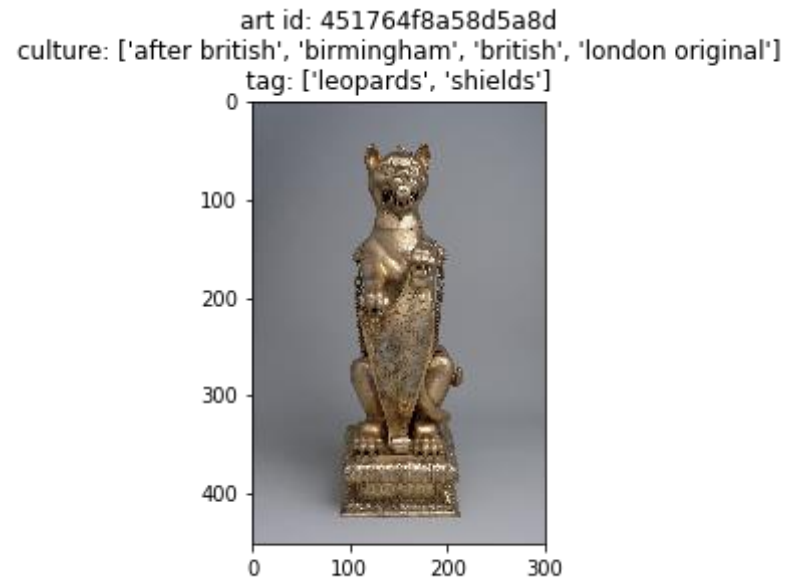 art id: 451764f8a58d5a8d
culture: ['after british', 'birmingham', 'british', 'london original']
tag: ['leopards', 'shields']
0
100
200
300
400
0 100 200 300